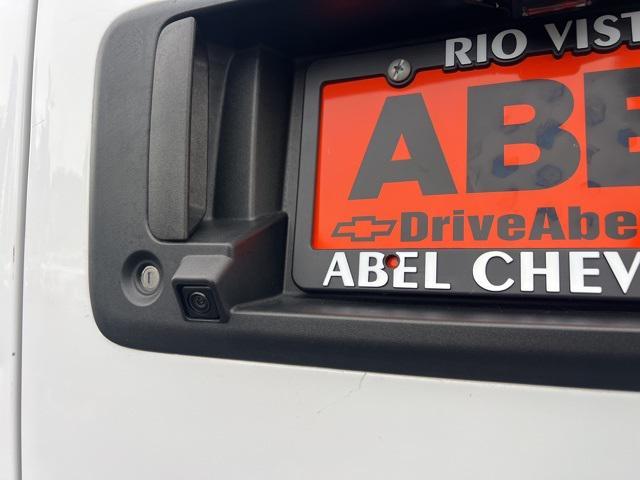 RIO VIST
ABE
DriveAbe
ABEL CHEV